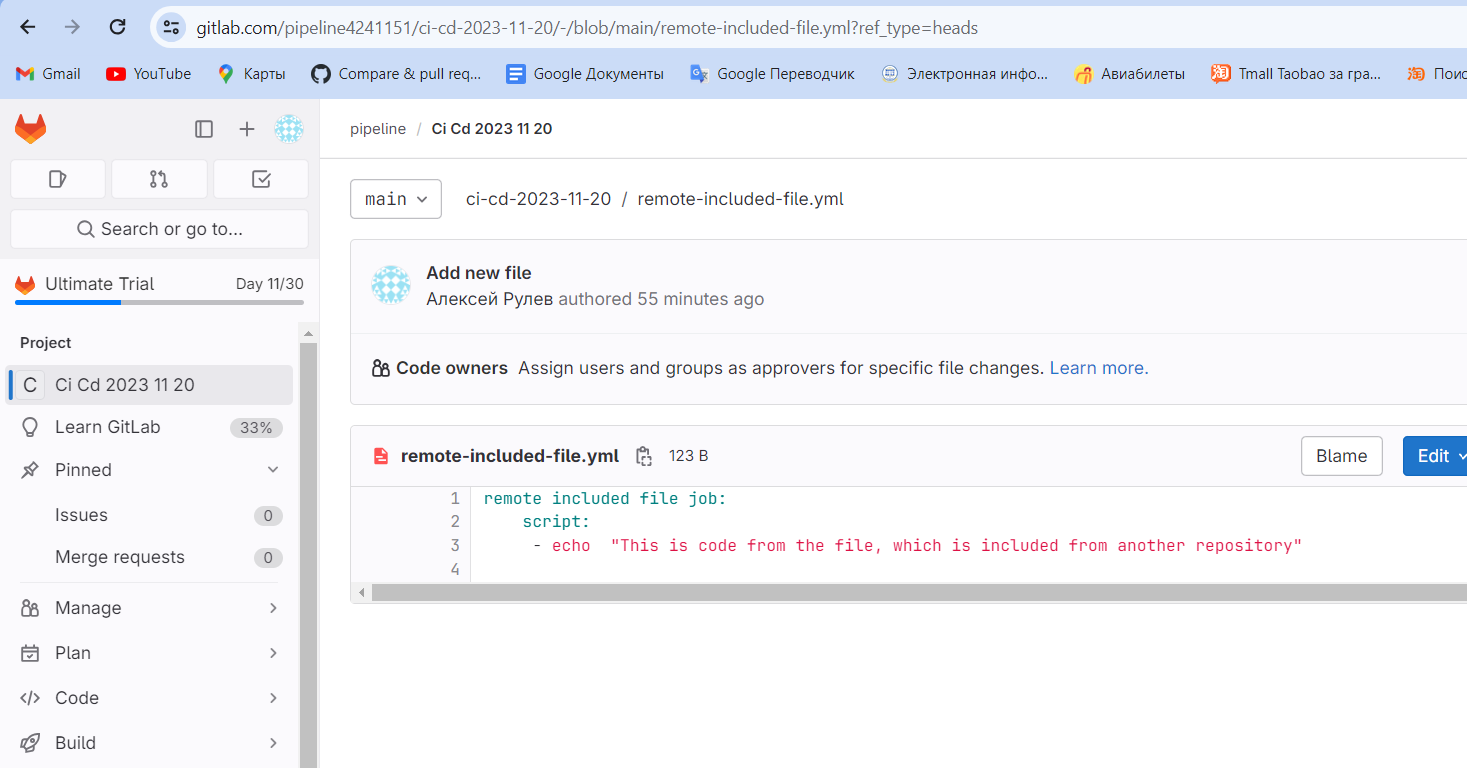 gitlab.com/pipeline4241151/ci-cd-2023-11-20/-/blob/main/remote-included-file.yml?ref_type=heads
Gmail YouTube Карты Compare & pull req... Google Документы Google Переводчик Электронная инфо... Авиабилеты Tmall Taobao за гра... Поис
pipeline / Ci Cd 2023 11 20
main ci-cd-2023-11-20 / remote-included-file.yml
Search or go to...
Ultimate Trial Day 11/30
Project
C Ci Cd 2023 11 20
Learn GitLab 33%
Pinned
Issues 0
Merge requests 0
Manage
Plan
Code
Build
Add new file
Алексей Рулев authored 55 minutes ago
Code owners Assign users and groups as approvers for specific file changes. Learn more.
remote-included-file.yml 123 B Blame Edit
1 remote included file job:
2 script:
3 - echo "This is code from the file, which is included from another repository"
4